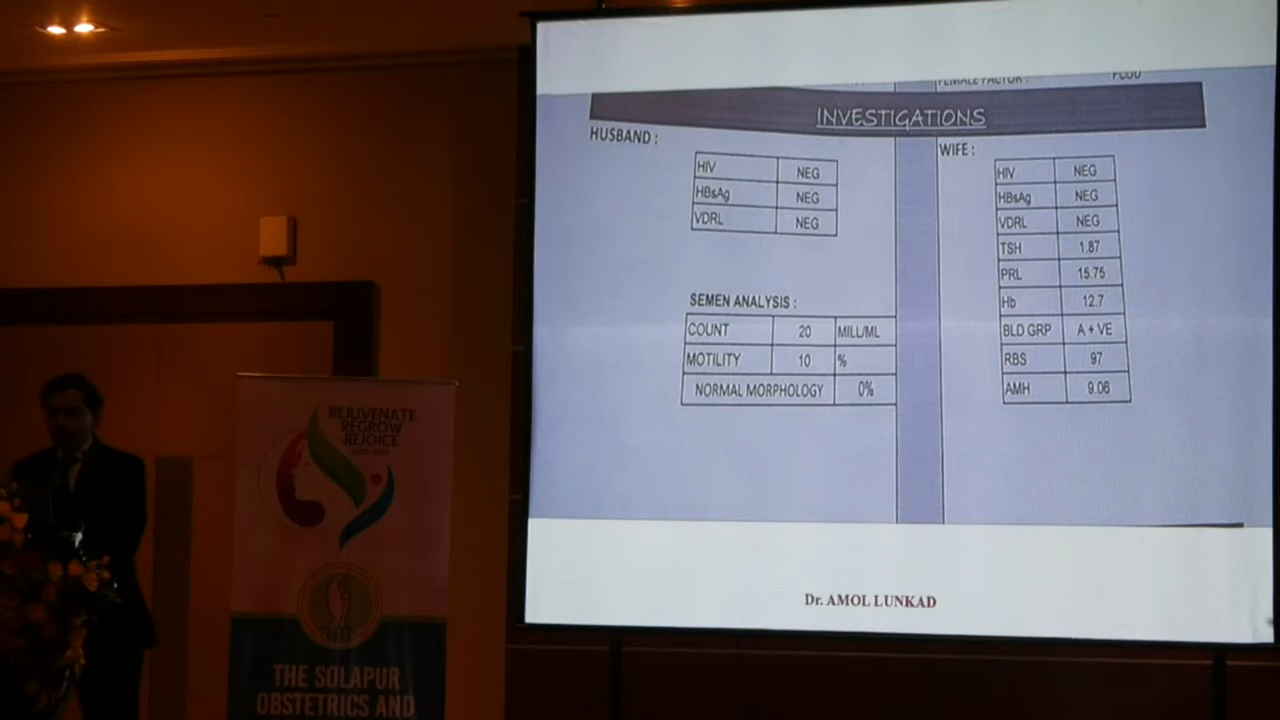 FEMALE FACTOR : PCOD
INVESTIGATIONS
HUSBAND :
HIV NEG
HBsAg NEG
VDRL NEG
SEMEN ANALYSIS :
COUNT 20 MILL/ML
MOTILITY 10 %
NORMAL MORPHOLOGY 0%
WIFE :
HIV NEG
HBsAg NEG
VDRL NEG
TSH 1.87
PRL 15.75
Hb 12.7
BLD GRP A + VE
RBS 97
AMH 9.06
Dr. AMOL LUNKAD
REJUVENATE
REGROW
REJOICE
THE SOLAPUR
OBSTETRICS AND